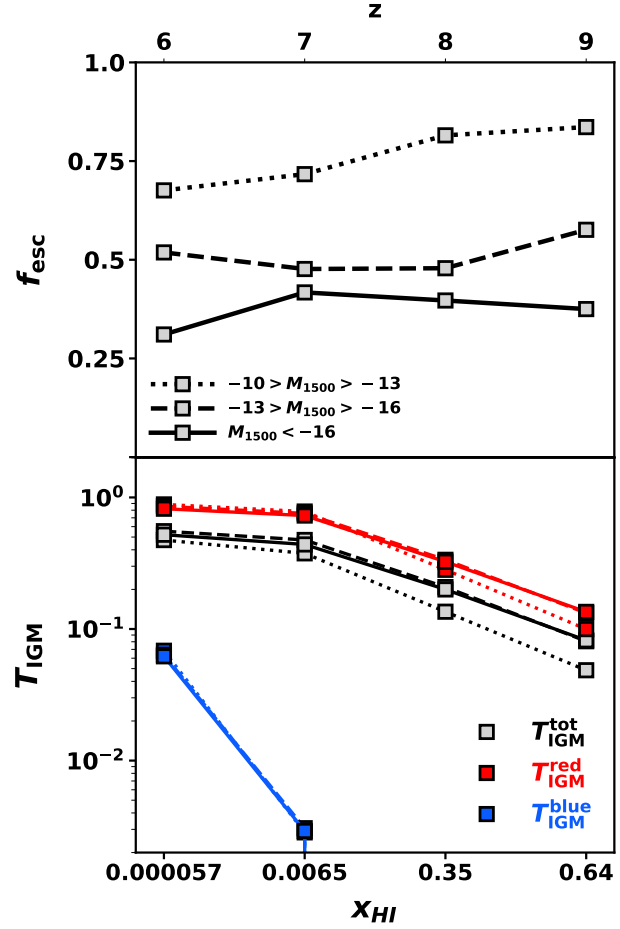 z
6 7 8 9
1.0
0.75
0.5
0.25
f_esc
−10 > M_1500 > −13
−13 > M_1500 > −16
M_1500 < −16
10^0
10^−1
10^−2
T_IGM
T_IGM^tot
T_IGM^red
T_IGM^blue
0.000057 0.0065 0.35 0.64
x_HI